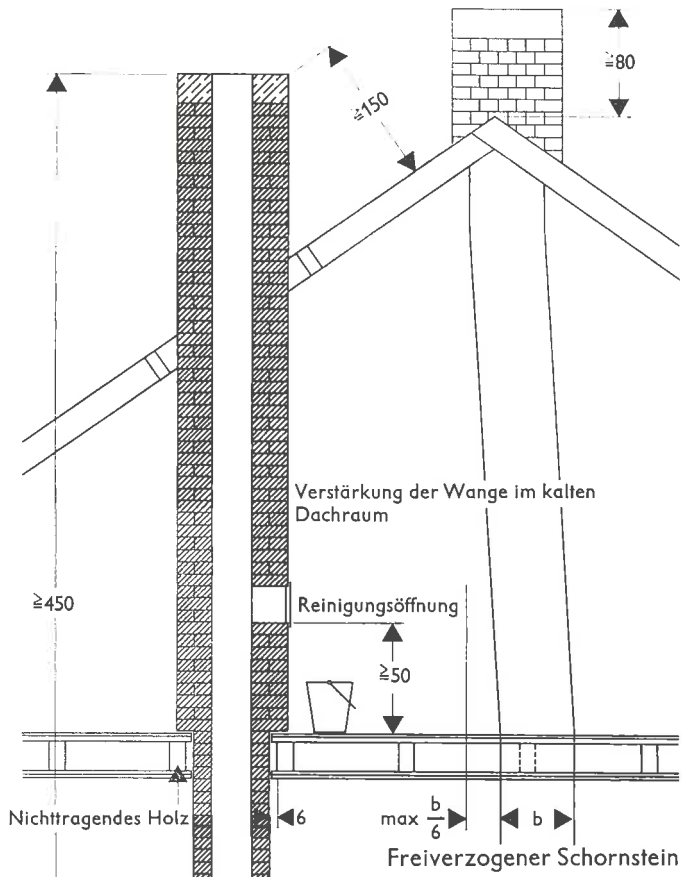 ≧80
≧150
Verstärkung der Wange im kalten
Dachraum
≧450
Reinigungsöffnung
≧50
Nichttragendes Holz
6
max b/6
b
Freiverzogener Schornstein